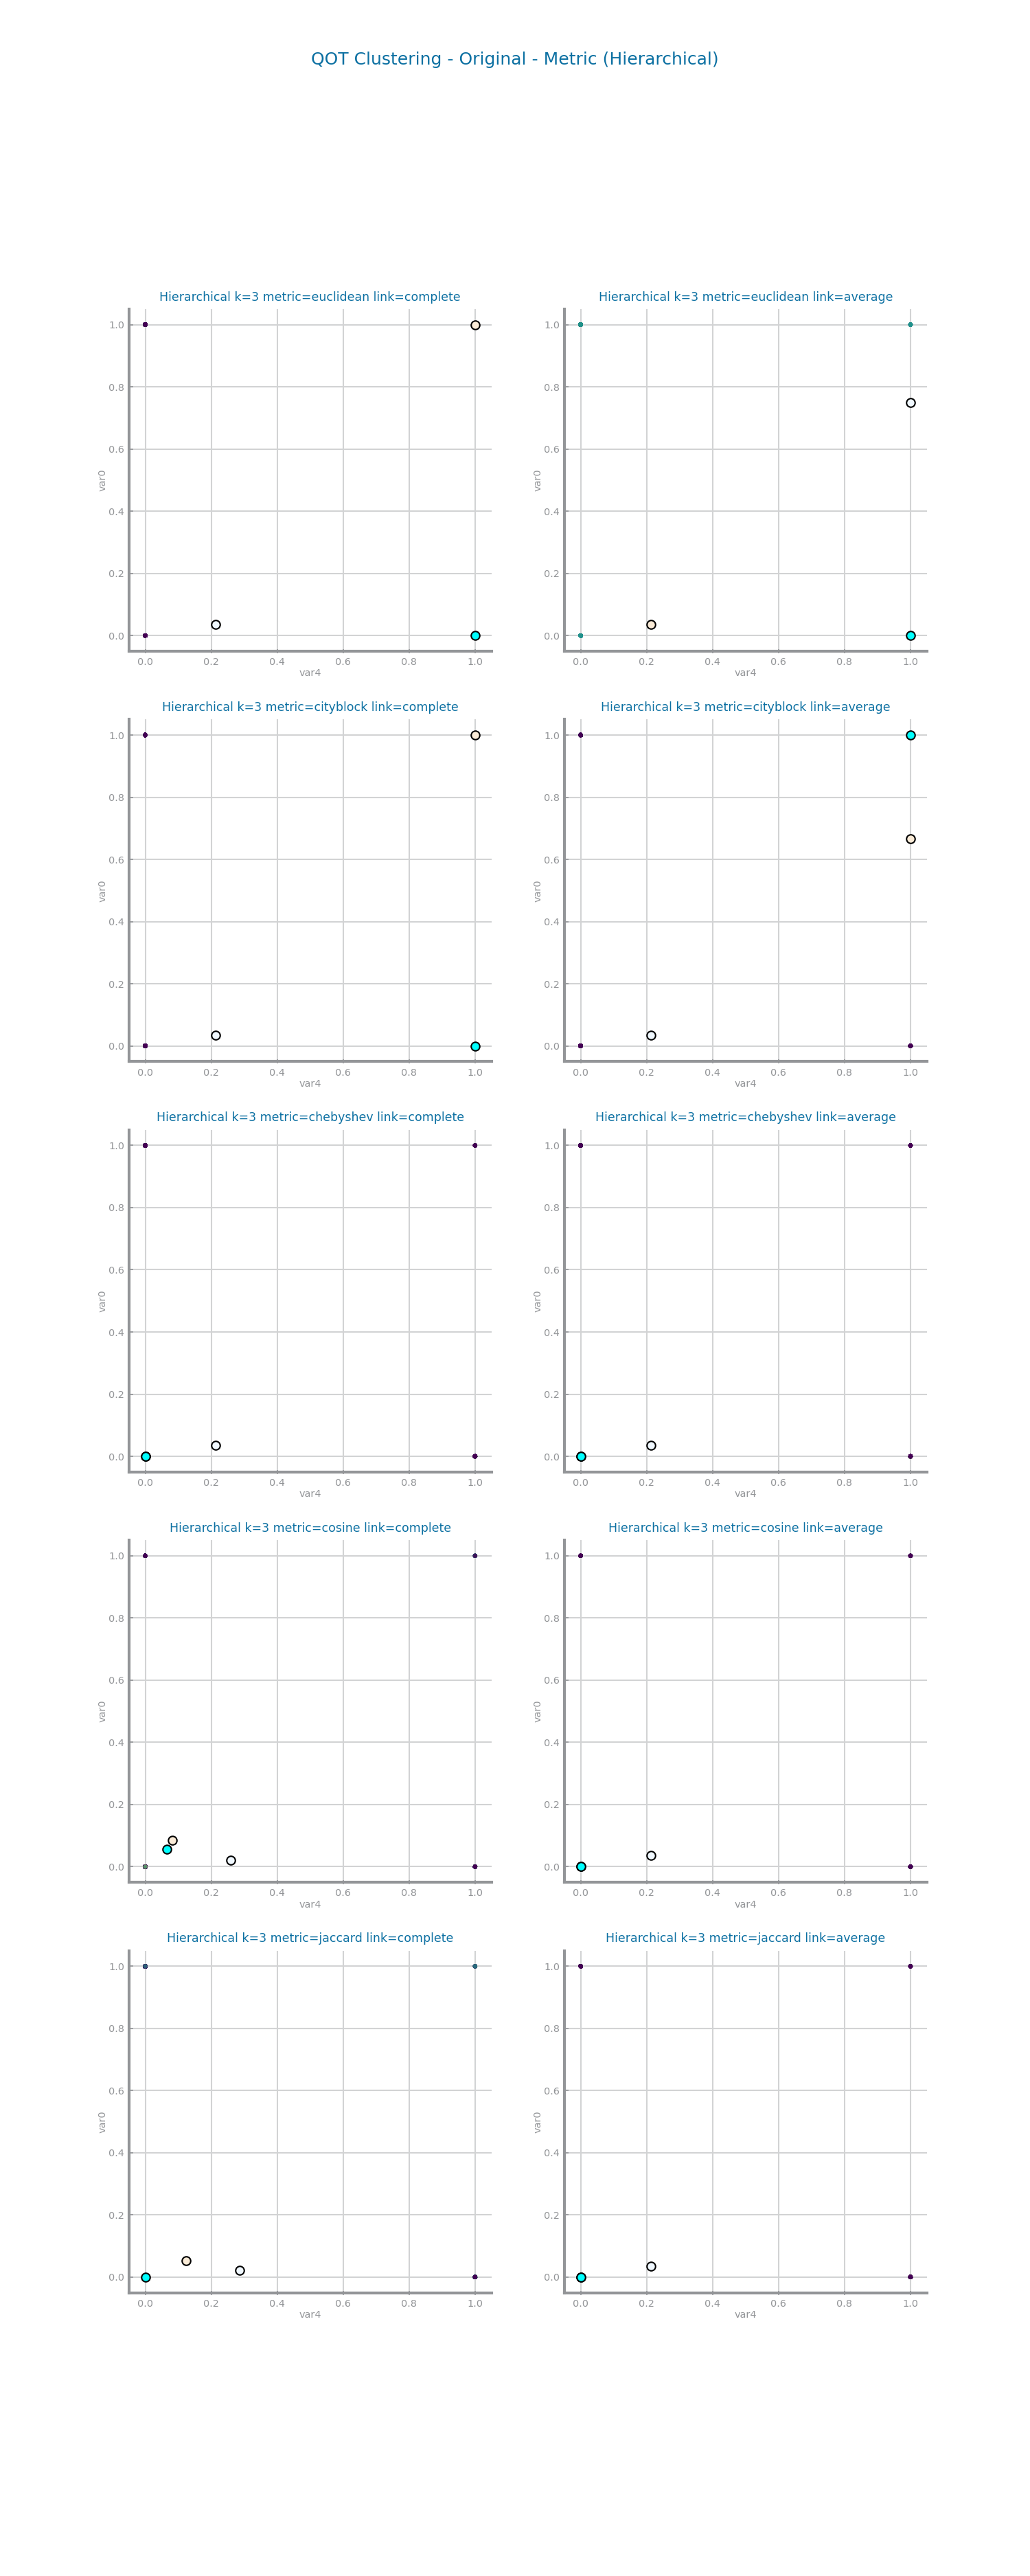 QOT Clustering - Original - Metric (Hierarchical)
Hierarchical k=3 metric=euclidean link=complete
1.0
0.8
0.6
0.4
0.2
0.0
var0
0.0 0.2 0.4 0.6 0.8 1.0
var4
Hierarchical k=3 metric=euclidean link=average
1.0
0.8
0.6
0.4
0.2
0.0
var0
0.0 0.2 0.4 0.6 0.8 1.0
var4
Hierarchical k=3 metric=cityblock link=complete
1.0
0.8
0.6
0.4
0.2
0.0
var0
0.0 0.2 0.4 0.6 0.8 1.0
var4
Hierarchical k=3 metric=cityblock link=average
1.0
0.8
0.6
0.4
0.2
0.0
var0
0.0 0.2 0.4 0.6 0.8 1.0
var4
Hierarchical k=3 metric=chebyshev link=complete
1.0
0.8
0.6
0.4
0.2
0.0
var0
0.0 0.2 0.4 0.6 0.8 1.0
var4
Hierarchical k=3 metric=chebyshev link=average
1.0
0.8
0.6
0.4
0.2
0.0
var0
0.0 0.2 0.4 0.6 0.8 1.0
var4
Hierarchical k=3 metric=cosine link=complete
1.0
0.8
0.6
0.4
0.2
0.0
var0
0.0 0.2 0.4 0.6 0.8 1.0
var4
Hierarchical k=3 metric=cosine link=average
1.0
0.8
0.6
0.4
0.2
0.0
var0
0.0 0.2 0.4 0.6 0.8 1.0
var4
Hierarchical k=3 metric=jaccard link=complete
1.0
0.8
0.6
0.4
0.2
0.0
var0
0.0 0.2 0.4 0.6 0.8 1.0
var4
Hierarchical k=3 metric=jaccard link=average
1.0
0.8
0.6
0.4
0.2
0.0
var0
0.0 0.2 0.4 0.6 0.8 1.0
var4